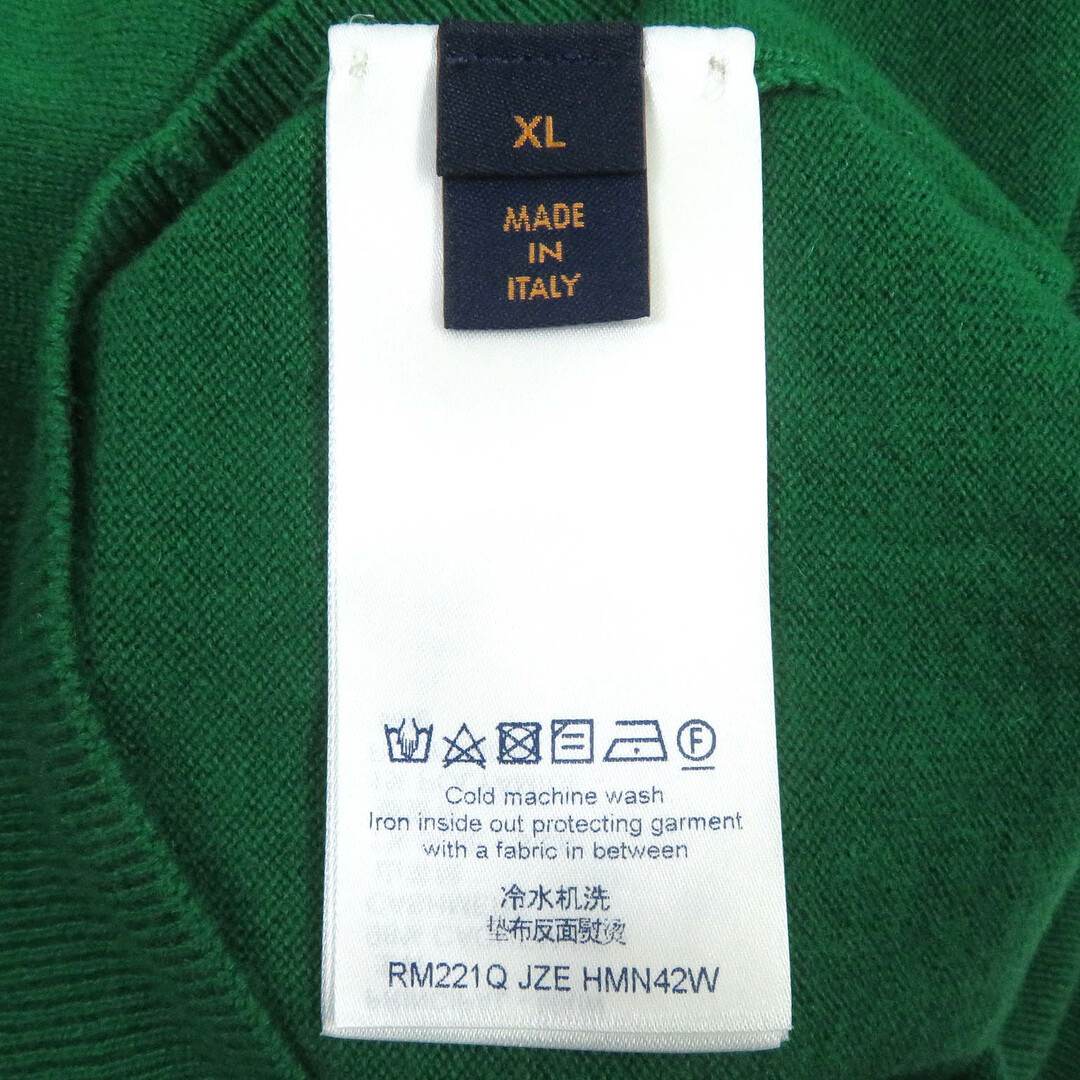 XL
MADE
IN
ITALY
F
Cold machine wash
Iron inside out protecting garment
with a fabric in between
冷水机洗
垫布反面熨烫
RM221Q JZE HMN42W